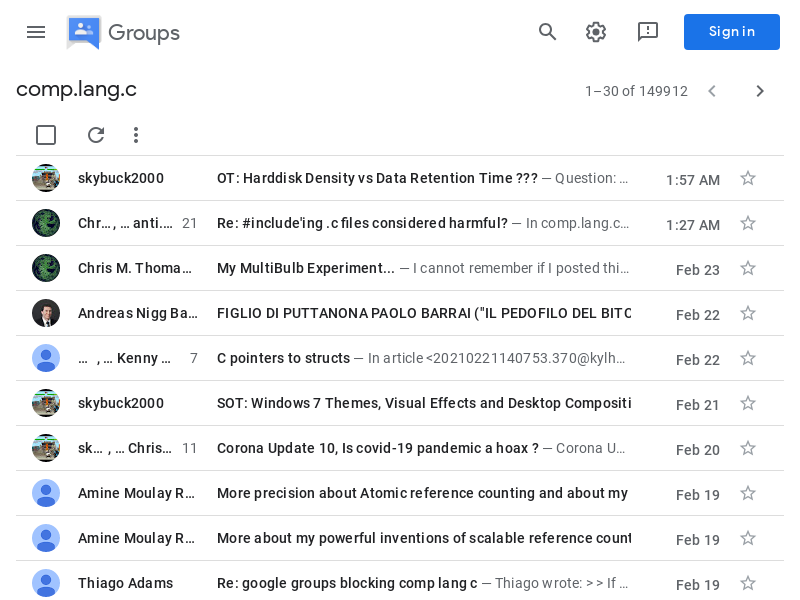 Groups
Sign in
comp.lang.c
1–30 of 149912
skybuck2000 OT: Harddisk Density vs Data Retention Time ??? — Question: … 1:57 AM
Chr…, … anti.… 21 Re: #include'ing .c files considered harmful? — In comp.lang.c… 1:27 AM
Chris M. Thoma… My MultiBulb Experiment... — I cannot remember if I posted thi… Feb 23
Andreas Nigg Ba… FIGLIO DI PUTTANONA PAOLO BARRAI ("IL PEDOFILO DEL BITC Feb 22
… , … Kenny … 7 C pointers to structs — In article <20210221140753.370@kylh… Feb 22
skybuck2000 SOT: Windows 7 Themes, Visual Effects and Desktop Compositi Feb 21
sk… , … Chris… 11 Corona Update 10, Is covid-19 pandemic a hoax ? — Corona U… Feb 20
Amine Moulay R… More precision about Atomic reference counting and about my Feb 19
Amine Moulay R… More about my powerful inventions of scalable reference count Feb 19
Thiago Adams Re: google groups blocking comp lang c — Thiago wrote: > > If … Feb 19